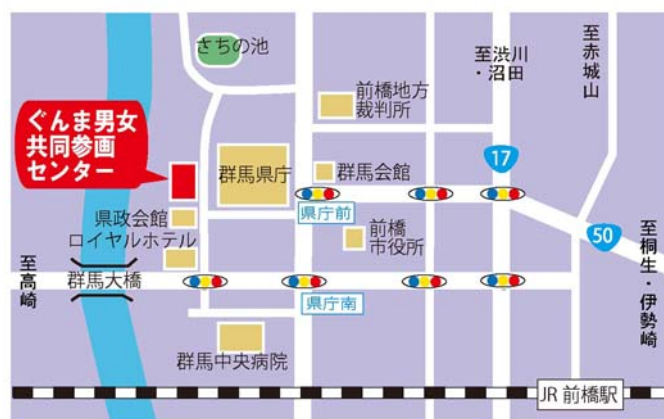 さちの池
至渋川
・沼田
至赤城山
前橋地方
裁判所
ぐんま男女
共同参画
センター
17
群馬県庁
群馬会館
県政会館
県庁前
ロイヤルホテル
前橋
市役所
50
至高崎
群馬大橋
至桐生・伊勢崎
県庁南
群馬中央病院
JR 前橋駅